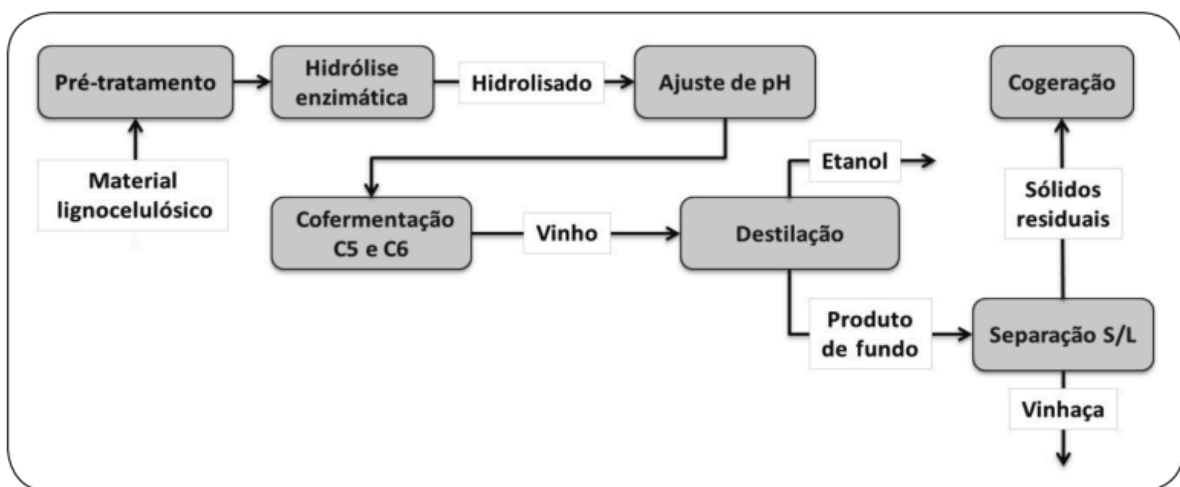 Pré-tratamento
Hidrólise
enzimática
Hidrolisado
Ajuste de pH
Cogeração
Material
lignocelulósico
Etanol
Sólidos
residuais
Cofermentação
C5 e C6
Vinho
Destilação
Produto
de fundo
Separação S/L
Vinhaça